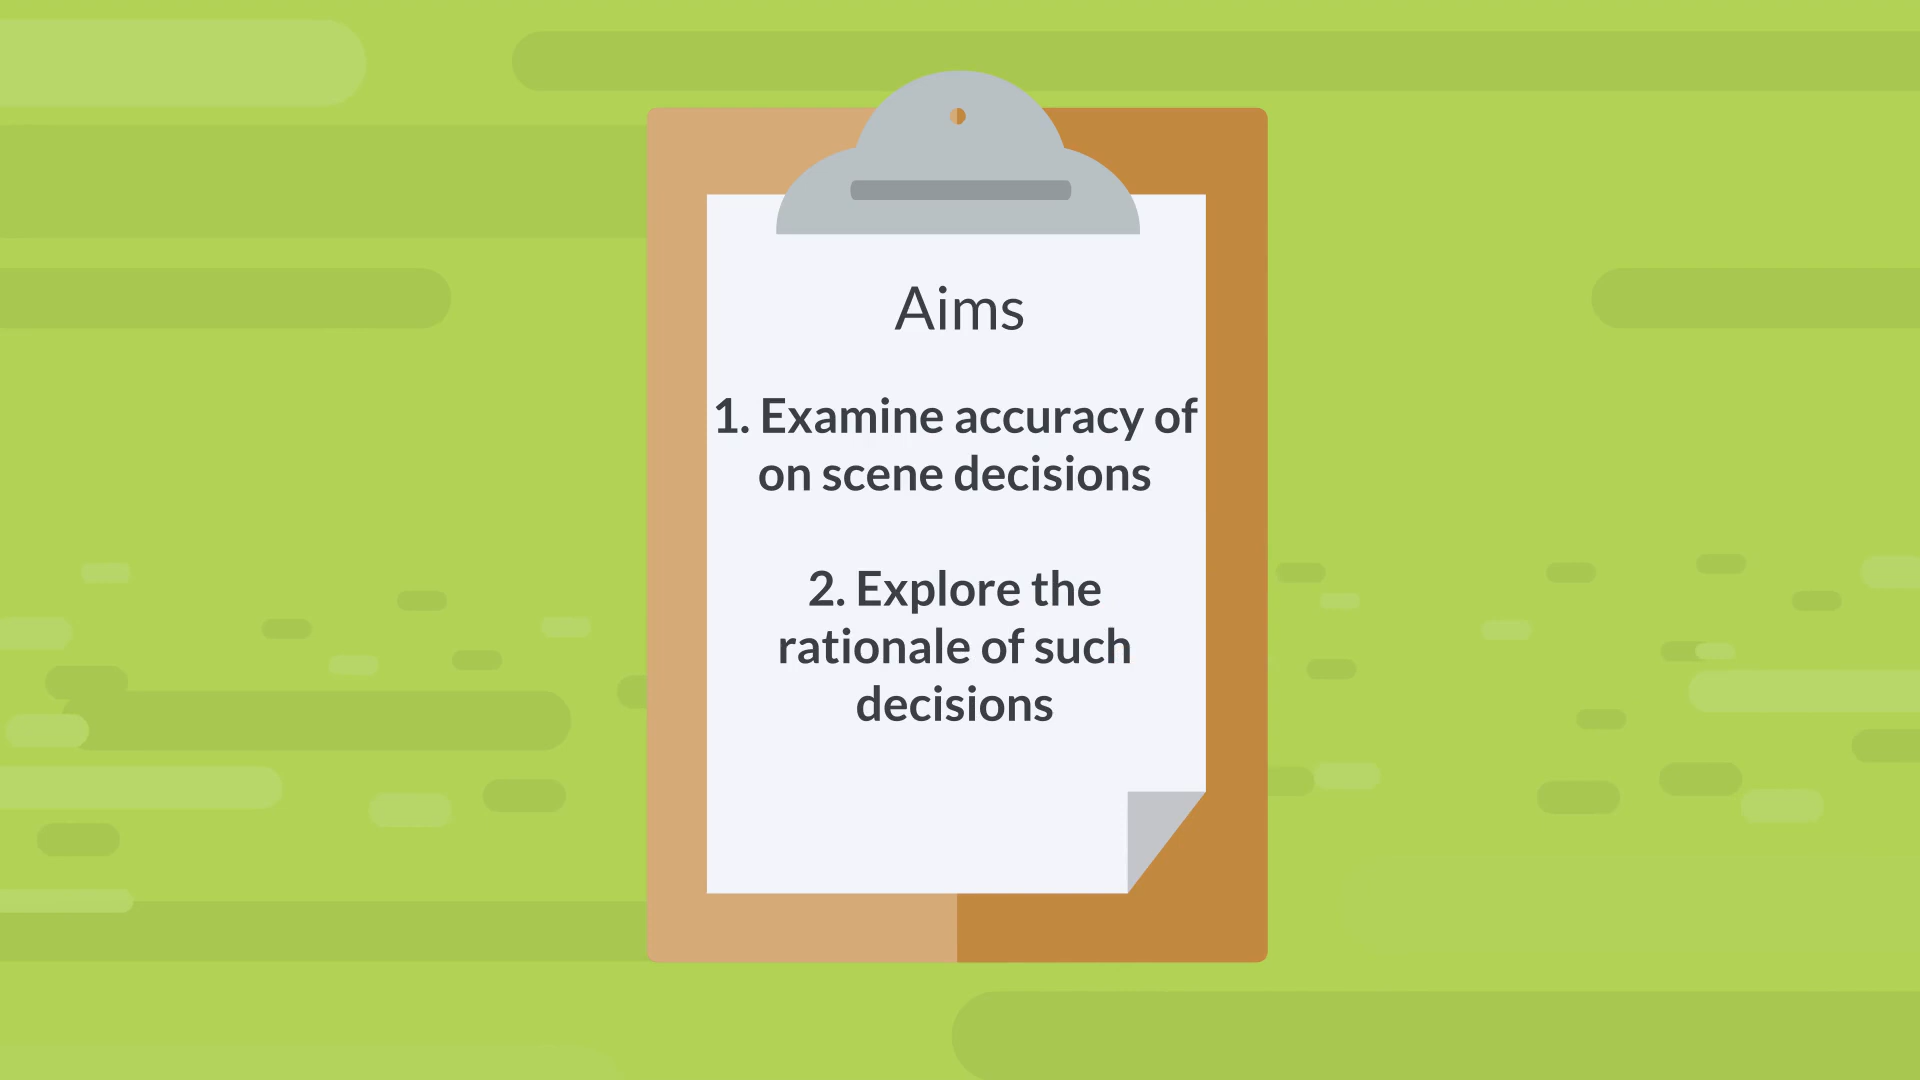 Aims
1. Examine accuracy of
on scene decisions
2. Explore the
rationale of such
decisions